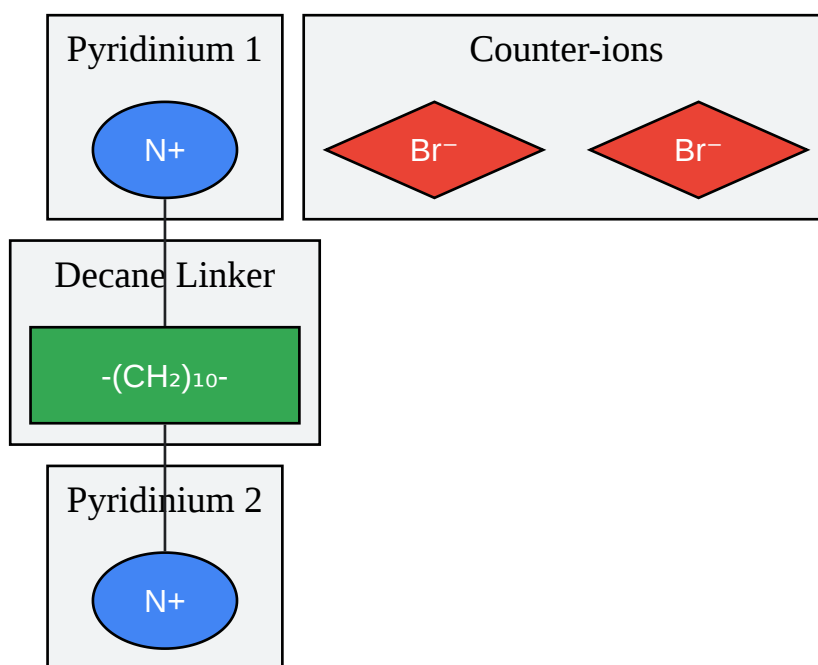 Pyridinium 1
N+
Counter-ions
Br⁻
Br⁻
Decane Linker
-(CH₂)₁₀-
Pyridinium 2
N+